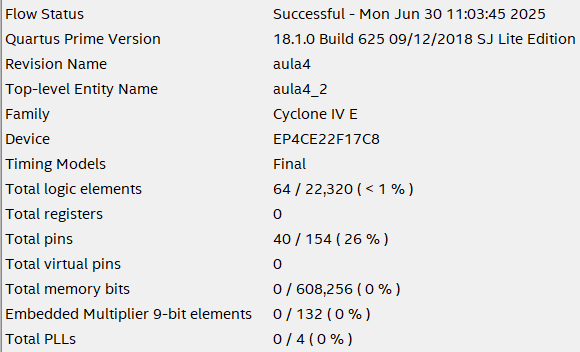 Flow Status Successful - Mon Jun 30 11:03:45 2025
Quartus Prime Version 18.1.0 Build 625 09/12/2018 SJ Lite Edition
Revision Name aula4
Top-level Entity Name aula4_2
Family Cyclone IV E
Device EP4CE22F17C8
Timing Models Final
Total logic elements 64 / 22,320 ( < 1 % )
Total registers 0
Total pins 40 / 154 ( 26 % )
Total virtual pins 0
Total memory bits 0 / 608,256 ( 0 % )
Embedded Multiplier 9-bit elements 0 / 132 ( 0 % )
Total PLLs 0 / 4 ( 0 % )